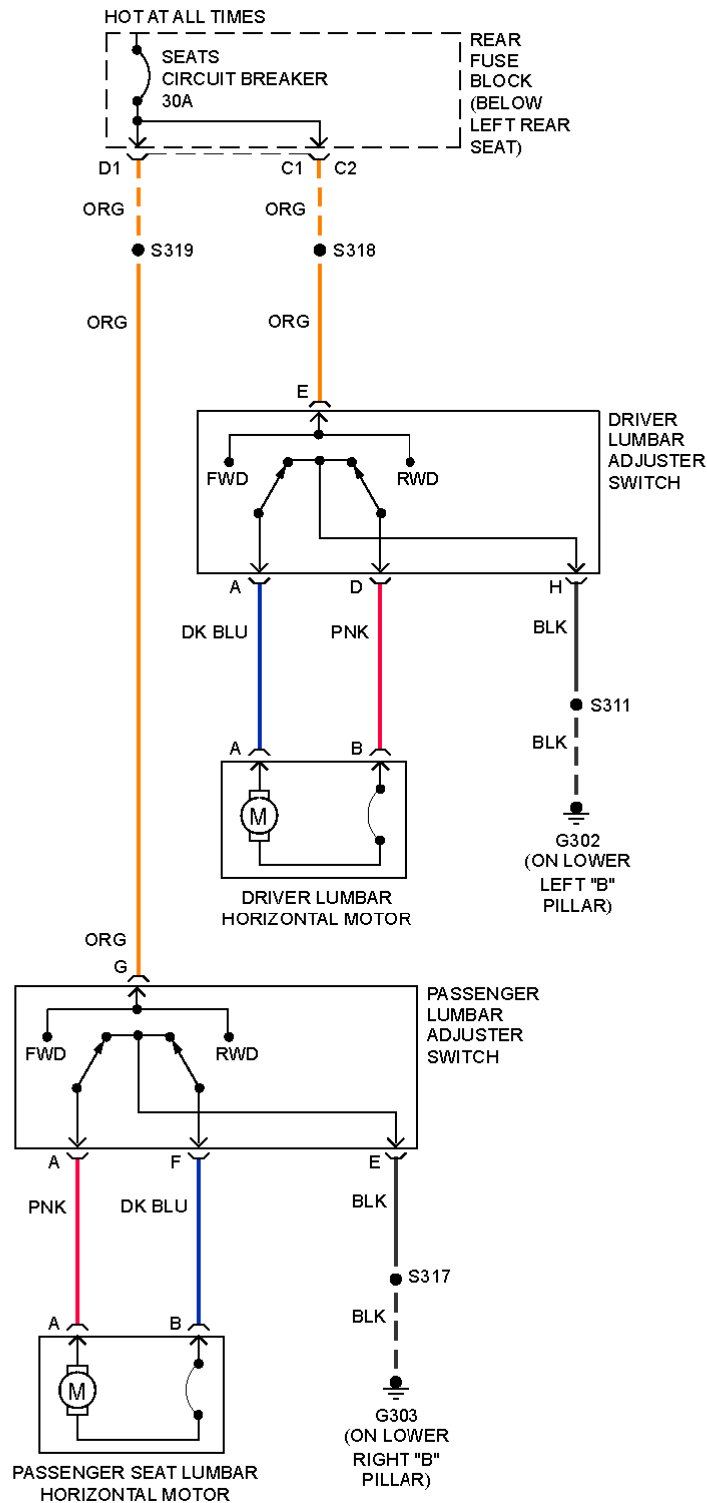 HOT AT ALL TIMES
SEATS
CIRCUIT BREAKER
30A
REAR
FUSE
BLOCK
(BELOW
LEFT REAR
SEAT)
D1
C1
C2
ORG
ORG
S319
S318
ORG
ORG
E
DRIVER
LUMBAR
ADJUSTER
SWITCH
FWD
RWD
A
D
H
DK BLU
PNK
BLK
S311
BLK
A
B
M
G302
(ON LOWER
LEFT "B"
PILLAR)
DRIVER LUMBAR
HORIZONTAL MOTOR
ORG
G
PASSENGER
LUMBAR
ADJUSTER
SWITCH
FWD
RWD
A
F
E
PNK
DK BLU
BLK
S317
BLK
A
B
M
G303
(ON LOWER
RIGHT "B"
PILLAR)
PASSENGER SEAT LUMBAR
HORIZONTAL MOTOR